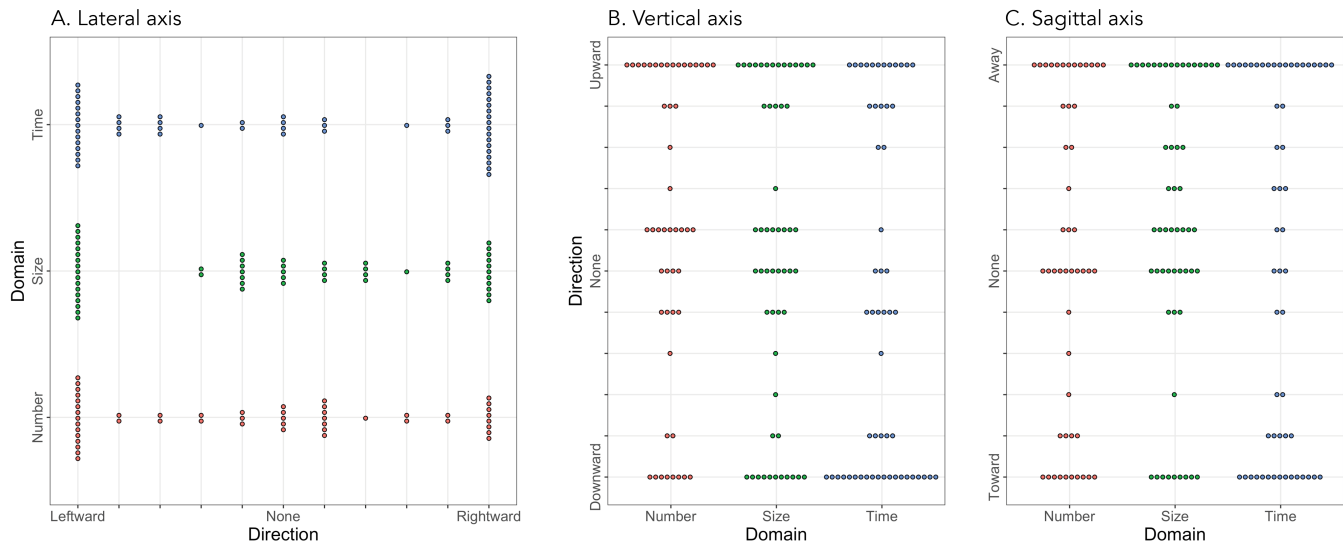 A. Lateral axis
Domain
Time
Size
Number
Leftward
None
Rightward
Direction
B. Vertical axis
Direction
Upward
None
Downward
Number
Size
Time
Domain
C. Sagittal axis
Away
None
Toward
Number
Size
Time
Domain